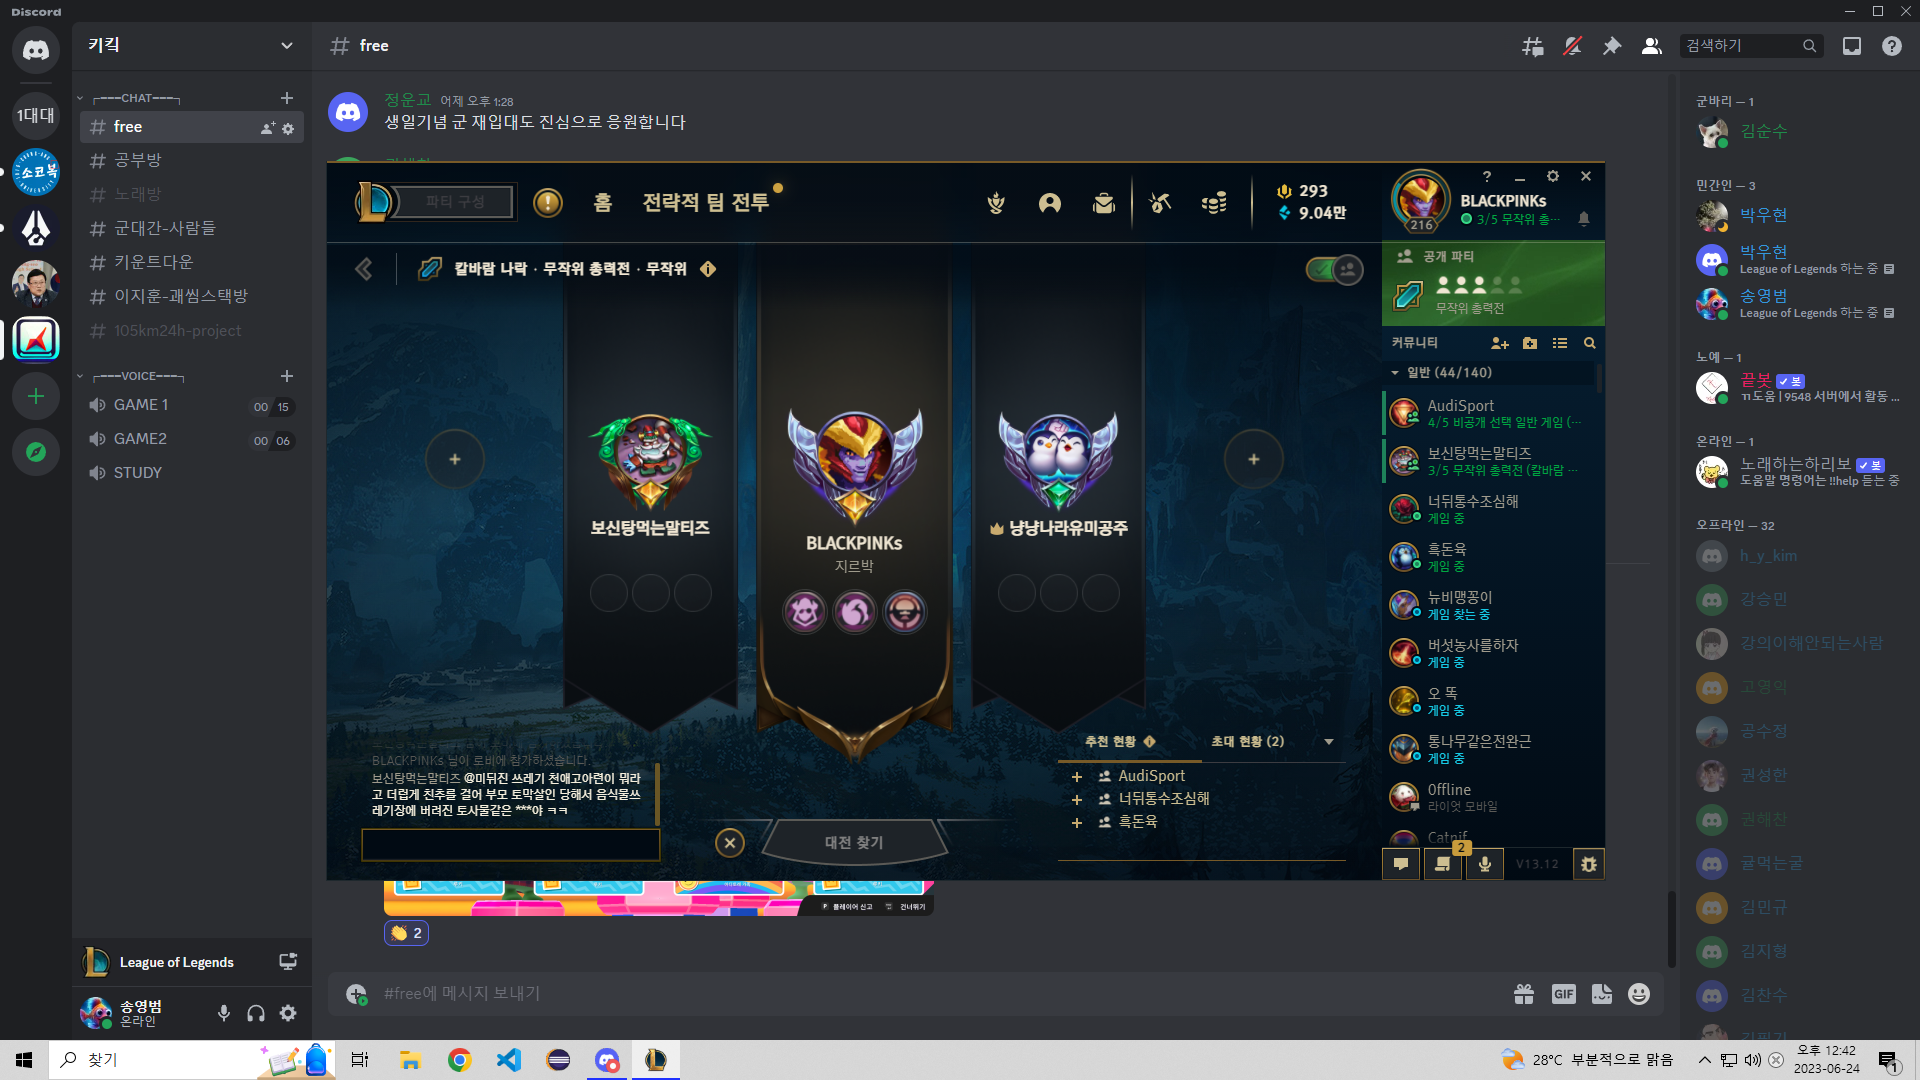 Discord
키킼
# free
검색하기
1대대
소코복
┌───CHAT───┐
free
공부방
노래방
군대간-사람들
키운트다운
이지훈-괘씸스택방
105km24h-project
┌───VOICE───┐
GAME 1
00 15
GAME2
00 06
STUDY
League of Legends
송영범
온라인
정운교 어제 오후 1:28
생일기념 군 재입대도 진심으로 응원합니다
파티 구성
홈
전략적 팀 전투
293
9.04만
216
BLACKPINKs
3/5 무작위 총…
칼바람 나락 · 무작위 총력전 · 무작위
공개 파티
무작위 총력전
커뮤니티
일반 (44/140)
AudiSport
4/5 비공개 선택 일반 게임 (…
보신탕먹는말티즈
3/5 무작위 총력전 (칼바람 …
너뒤통수조심해
게임 중
흑돈육
게임 중
뉴비맹꽁이
게임 찾는 중
버섯농사를하자
게임 중
오 똑
게임 중
통나무같은전완근
게임 중
Offline
라이엇 모바일
Catnif
2
V13.12
보신탕먹는말티즈
BLACKPINKs
지르박
냥냥나라유미공주
BLACKPINKs 님이 로비에 참가하셨습니다.
보신탕먹는말티즈 @미뒤진 쓰레기 천애고아련이 뭐라
고 더럽게 친추를 걸어 부모 토막살인 당해서 음식물쓰
레기장에 버려진 토사물같은 ***야 ㅋㅋ
대전 찾기
추천 현황
초대 현황 (2)
AudiSport
너뒤통수조심해
흑돈육
P 플레이어 신고
건너뛰기
2
#free에 메시지 보내기
GIF
군바리 — 1
김순수
민간인 — 3
박우현
박우현
League of Legends 하는 중
송영범
League of Legends 하는 중
노예 — 1
끝봇 ✓ 봇
ㄲ도움 | 9548 서버에서 활동 …
온라인 — 1
노래하는하리보 ✓ 봇
도움말 명령어는 !!help 듣는 중
오프라인 — 32
h_y_kim
강승민
강의이해안되는사람
고영익
공수정
권성한
권해찬
귤먹는굴
김민규
김지형
김찬수
찾기
28°C 부분적으로 맑음
오후 12:42
2023-06-24
1